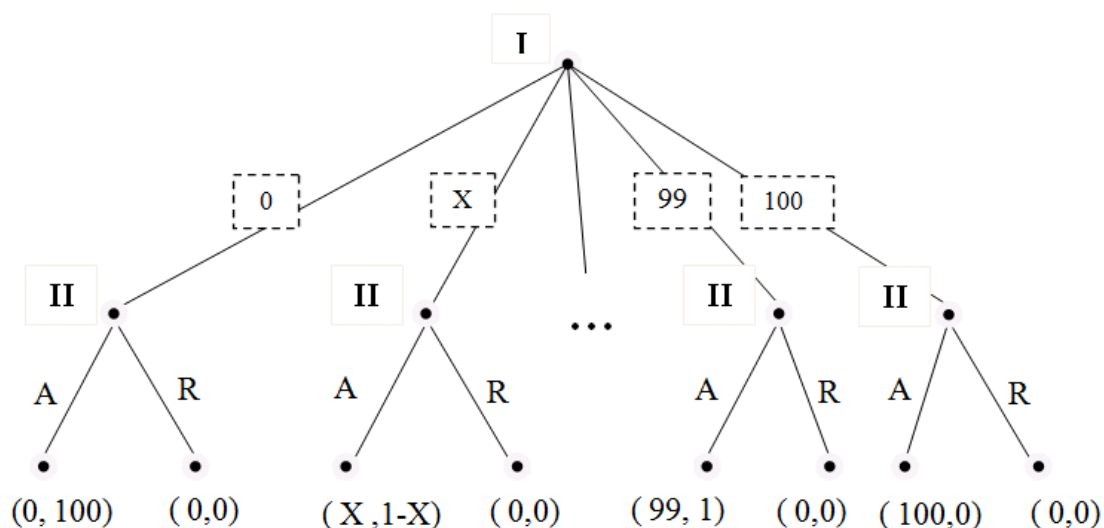 I
0 X 99 100
II II II II
...
A R A R A R A R
(0, 100) ( 0,0) ( X ,1-X) ( 0,0) (99, 1) (0,0) (100,0) ( 0,0)